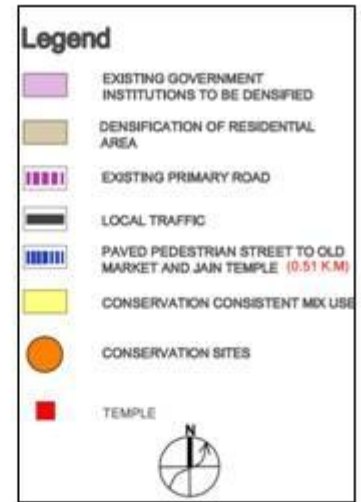 Legend
EXISTING GOVERNMENT
INSTITUTIONS TO BE DENSIFIED
DENSIFICATION OF RESIDENTIAL
AREA
EXISTING PRIMARY ROAD
LOCAL TRAFFIC
PAVED PEDESTRIAN STREET TO OLD
MARKET AND JAIN TEMPLE (0.51 K.M)
CONSERVATION CONSISTENT MIX USE
CONSERVATION SITES
TEMPLE
N